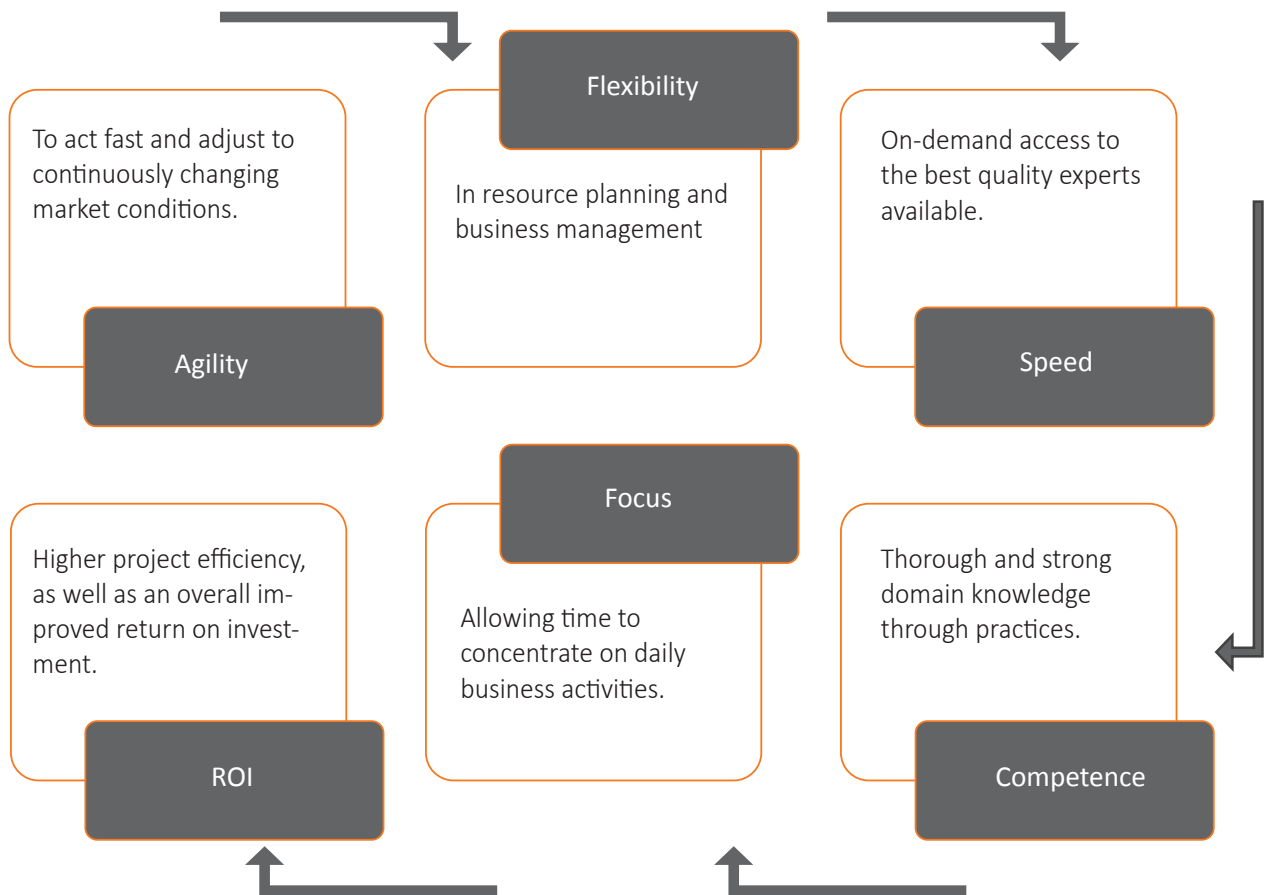 To act fast and adjust to
continuously changing
market conditions.
Agility
Flexibility
In resource planning and
business management
On-demand access to
the best quality experts
available.
Speed
Thorough and strong
domain knowledge
through practices.
Competence
Focus
Allowing time to
concentrate on daily
business activities.
Higher project efficiency,
as well as an overall im-
proved return on invest-
ment.
ROI